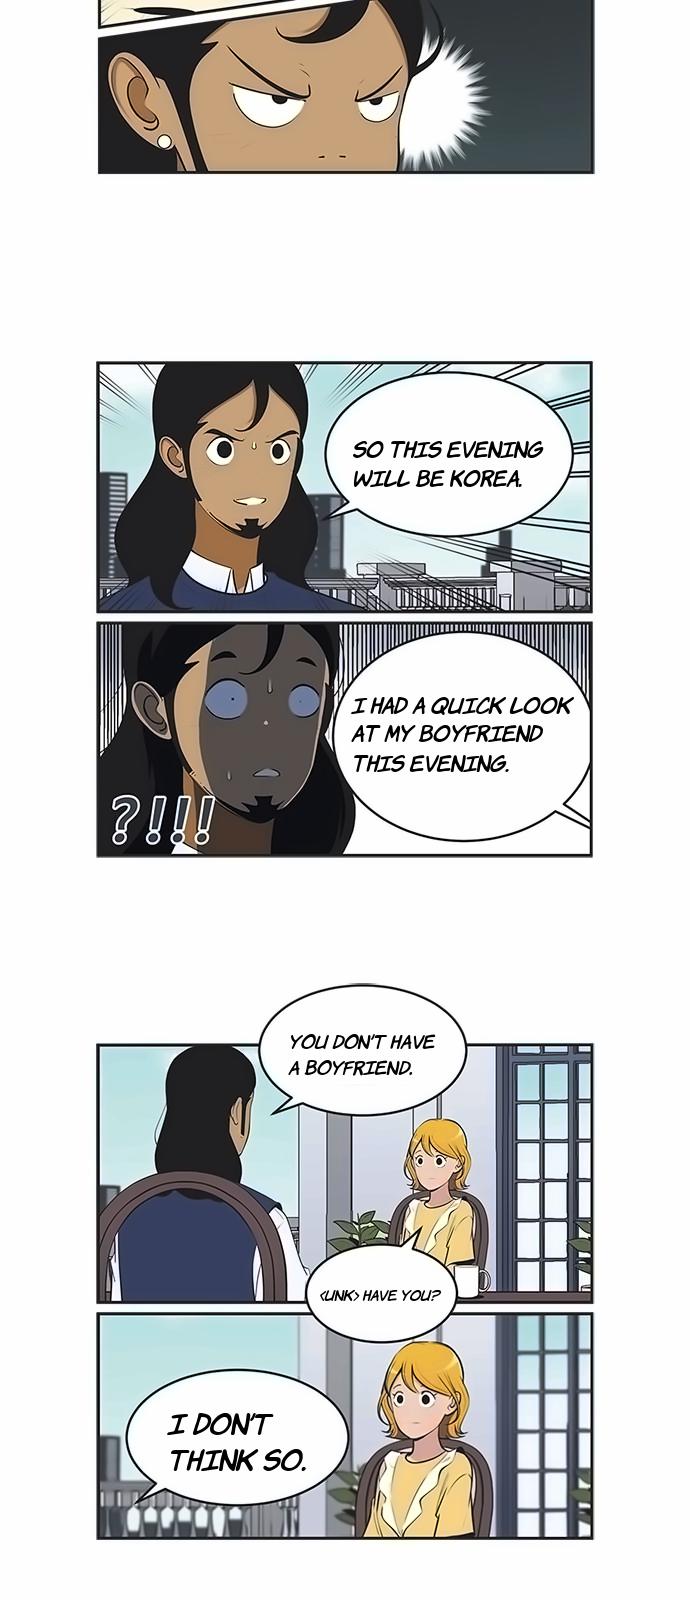 SO THIS EVENING
WILL BE KOREA.
I HAD A QUICK LOOK
AT MY BOYFRIEND
THIS EVENING.
?!!!
YOU DON'T HAVE
A BOYFRIEND.
<UNK> HAVE YOU?
I DON'T
THINK SO.